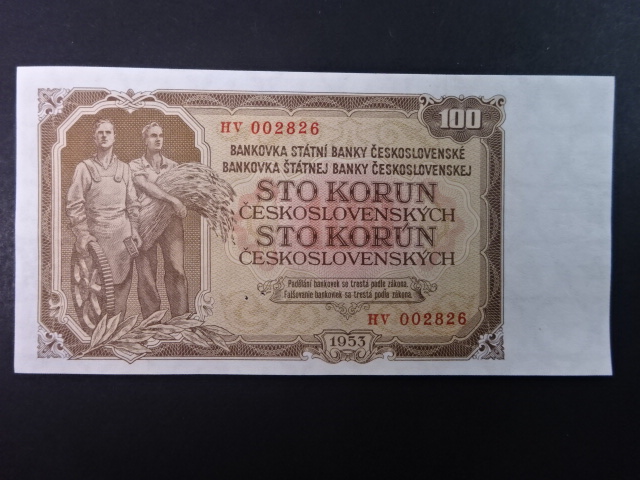 HV 002826
100
BANKOVKA STÁTNÍ BANKY ČESKOSLOVENSKÉ
BANKOVKA ŠTÁTNEJ BANKY ČESKOSLOVENSKEJ
STO KORUN
ČESKOSLOVENSKÝCH
STO KORÚN
ČESKOSLOVENSKÝCH
Padělání bankovek se trestá podle zákona.
Falšovanie bankoviek sa trestá podľa zákona.
HV 002826
1953